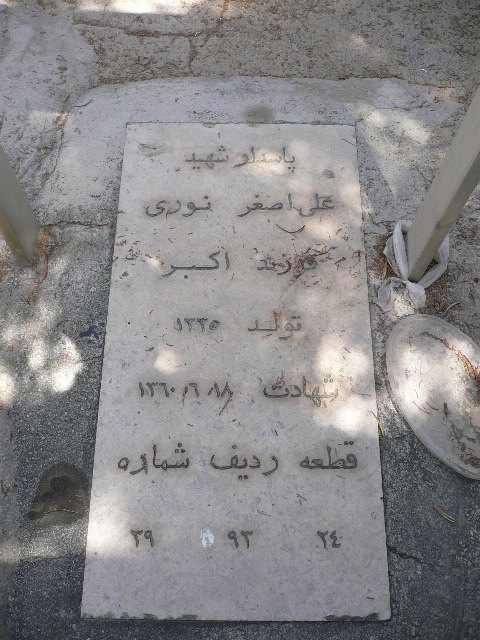 پاسدار شهید
علی اصغر نوری
فرزند اکبر
تولد ۱۳۳۵
شهادت ۱۳۶۰/۶/۱۸
قطعه ردیف شماره
۲۴ ۹۳ ۳۹